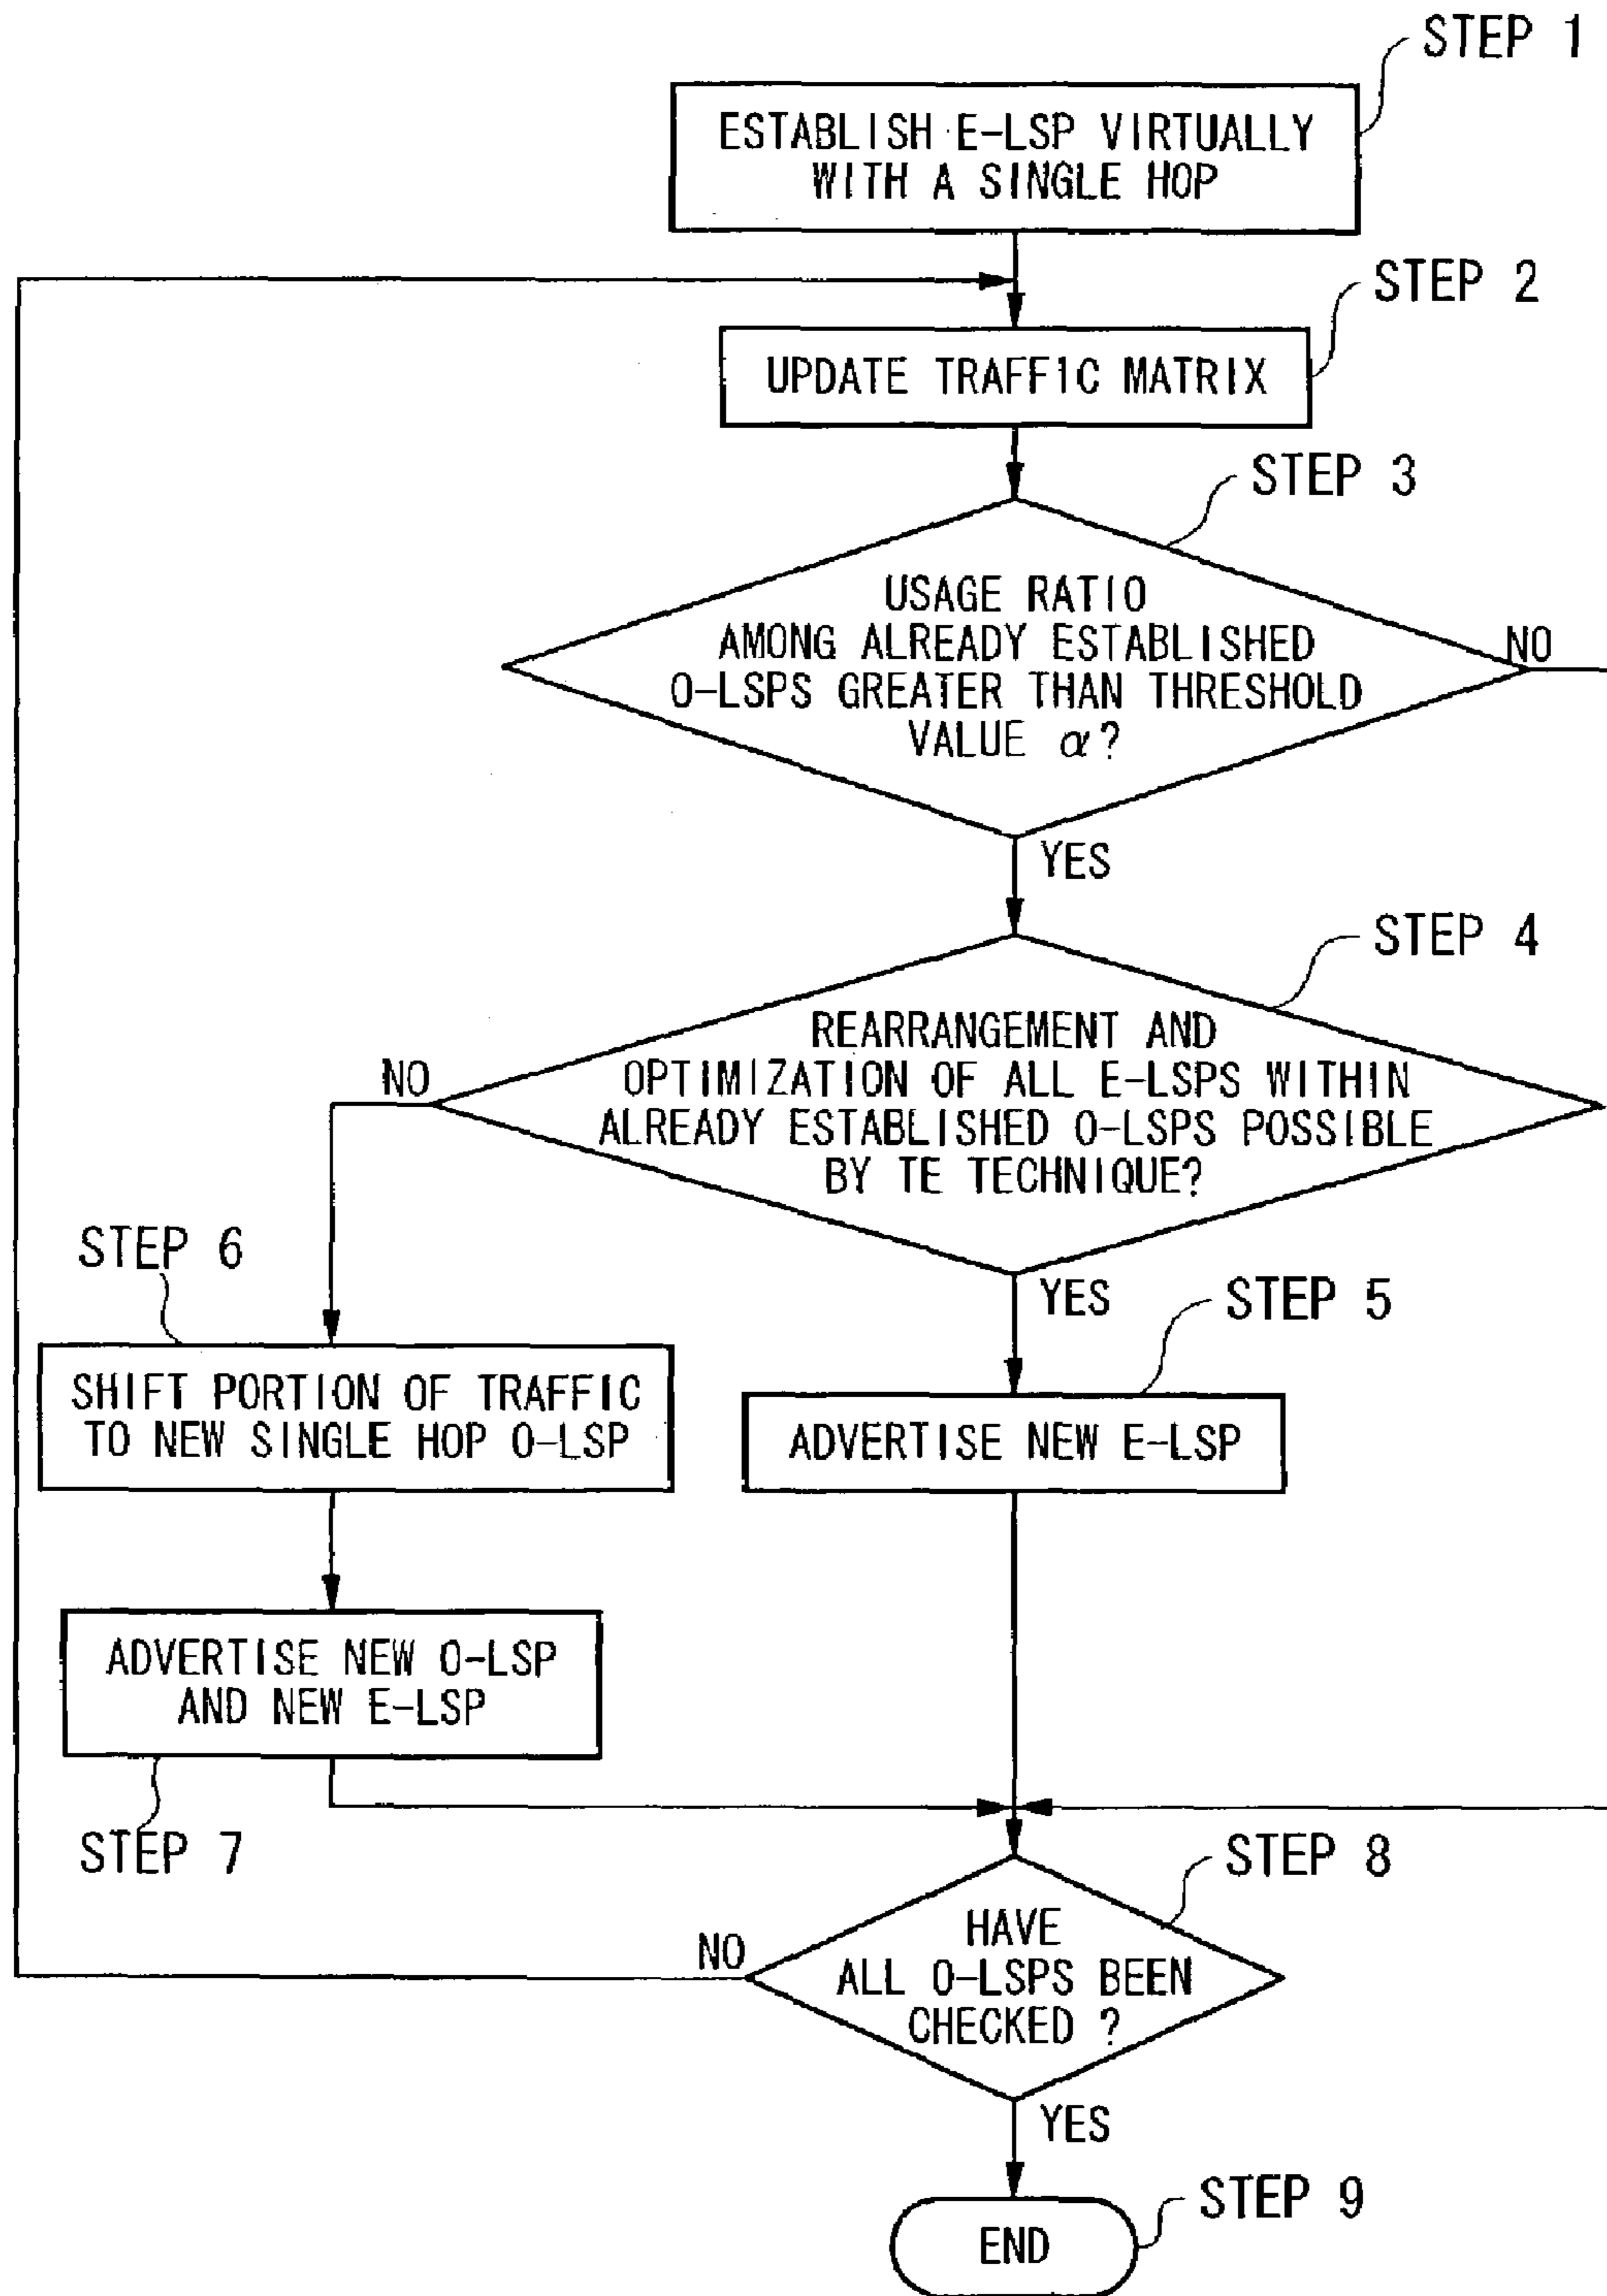 STEP 1
ESTABLISH E-LSP VIRTUALLY
WITH A SINGLE HOP
STEP 2
UPDATE TRAFFIC MATRIX
STEP 3
USAGE RATIO
AMONG ALREADY ESTABLISHED
O-LSPS GREATER THAN THRESHOLD
VALUE α?
NO
YES
STEP 4
REARRANGEMENT AND
OPTIMIZATION OF ALL E-LSPS WITHIN
ALREADY ESTABLISHED O-LSPS POSSIBLE
BY TE TECHNIQUE?
NO
YES
STEP 5
STEP 6
SHIFT PORTION OF TRAFFIC
TO NEW SINGLE HOP O-LSP
ADVERTISE NEW E-LSP
ADVERTISE NEW O-LSP
AND NEW E-LSP
STEP 7
STEP 8
HAVE
ALL O-LSPS BEEN
CHECKED ?
NO
YES
STEP 9
END